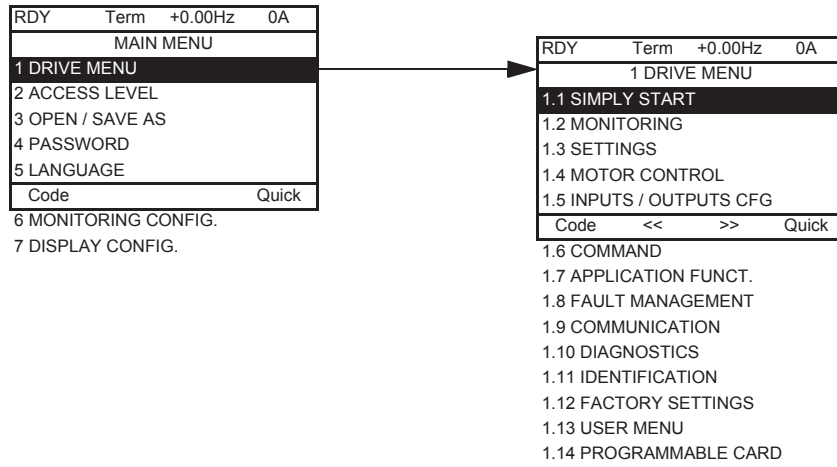 RDY Term +0.00Hz 0A
MAIN MENU
1 DRIVE MENU
2 ACCESS LEVEL
3 OPEN / SAVE AS
4 PASSWORD
5 LANGUAGE
Code Quick
6 MONITORING CONFIG.
7 DISPLAY CONFIG.
RDY Term +0.00Hz 0A
1 DRIVE MENU
1.1 SIMPLY START
1.2 MONITORING
1.3 SETTINGS
1.4 MOTOR CONTROL
1.5 INPUTS / OUTPUTS CFG
Code << >> Quick
1.6 COMMAND
1.7 APPLICATION FUNCT.
1.8 FAULT MANAGEMENT
1.9 COMMUNICATION
1.10 DIAGNOSTICS
1.11 IDENTIFICATION
1.12 FACTORY SETTINGS
1.13 USER MENU
1.14 PROGRAMMABLE CARD